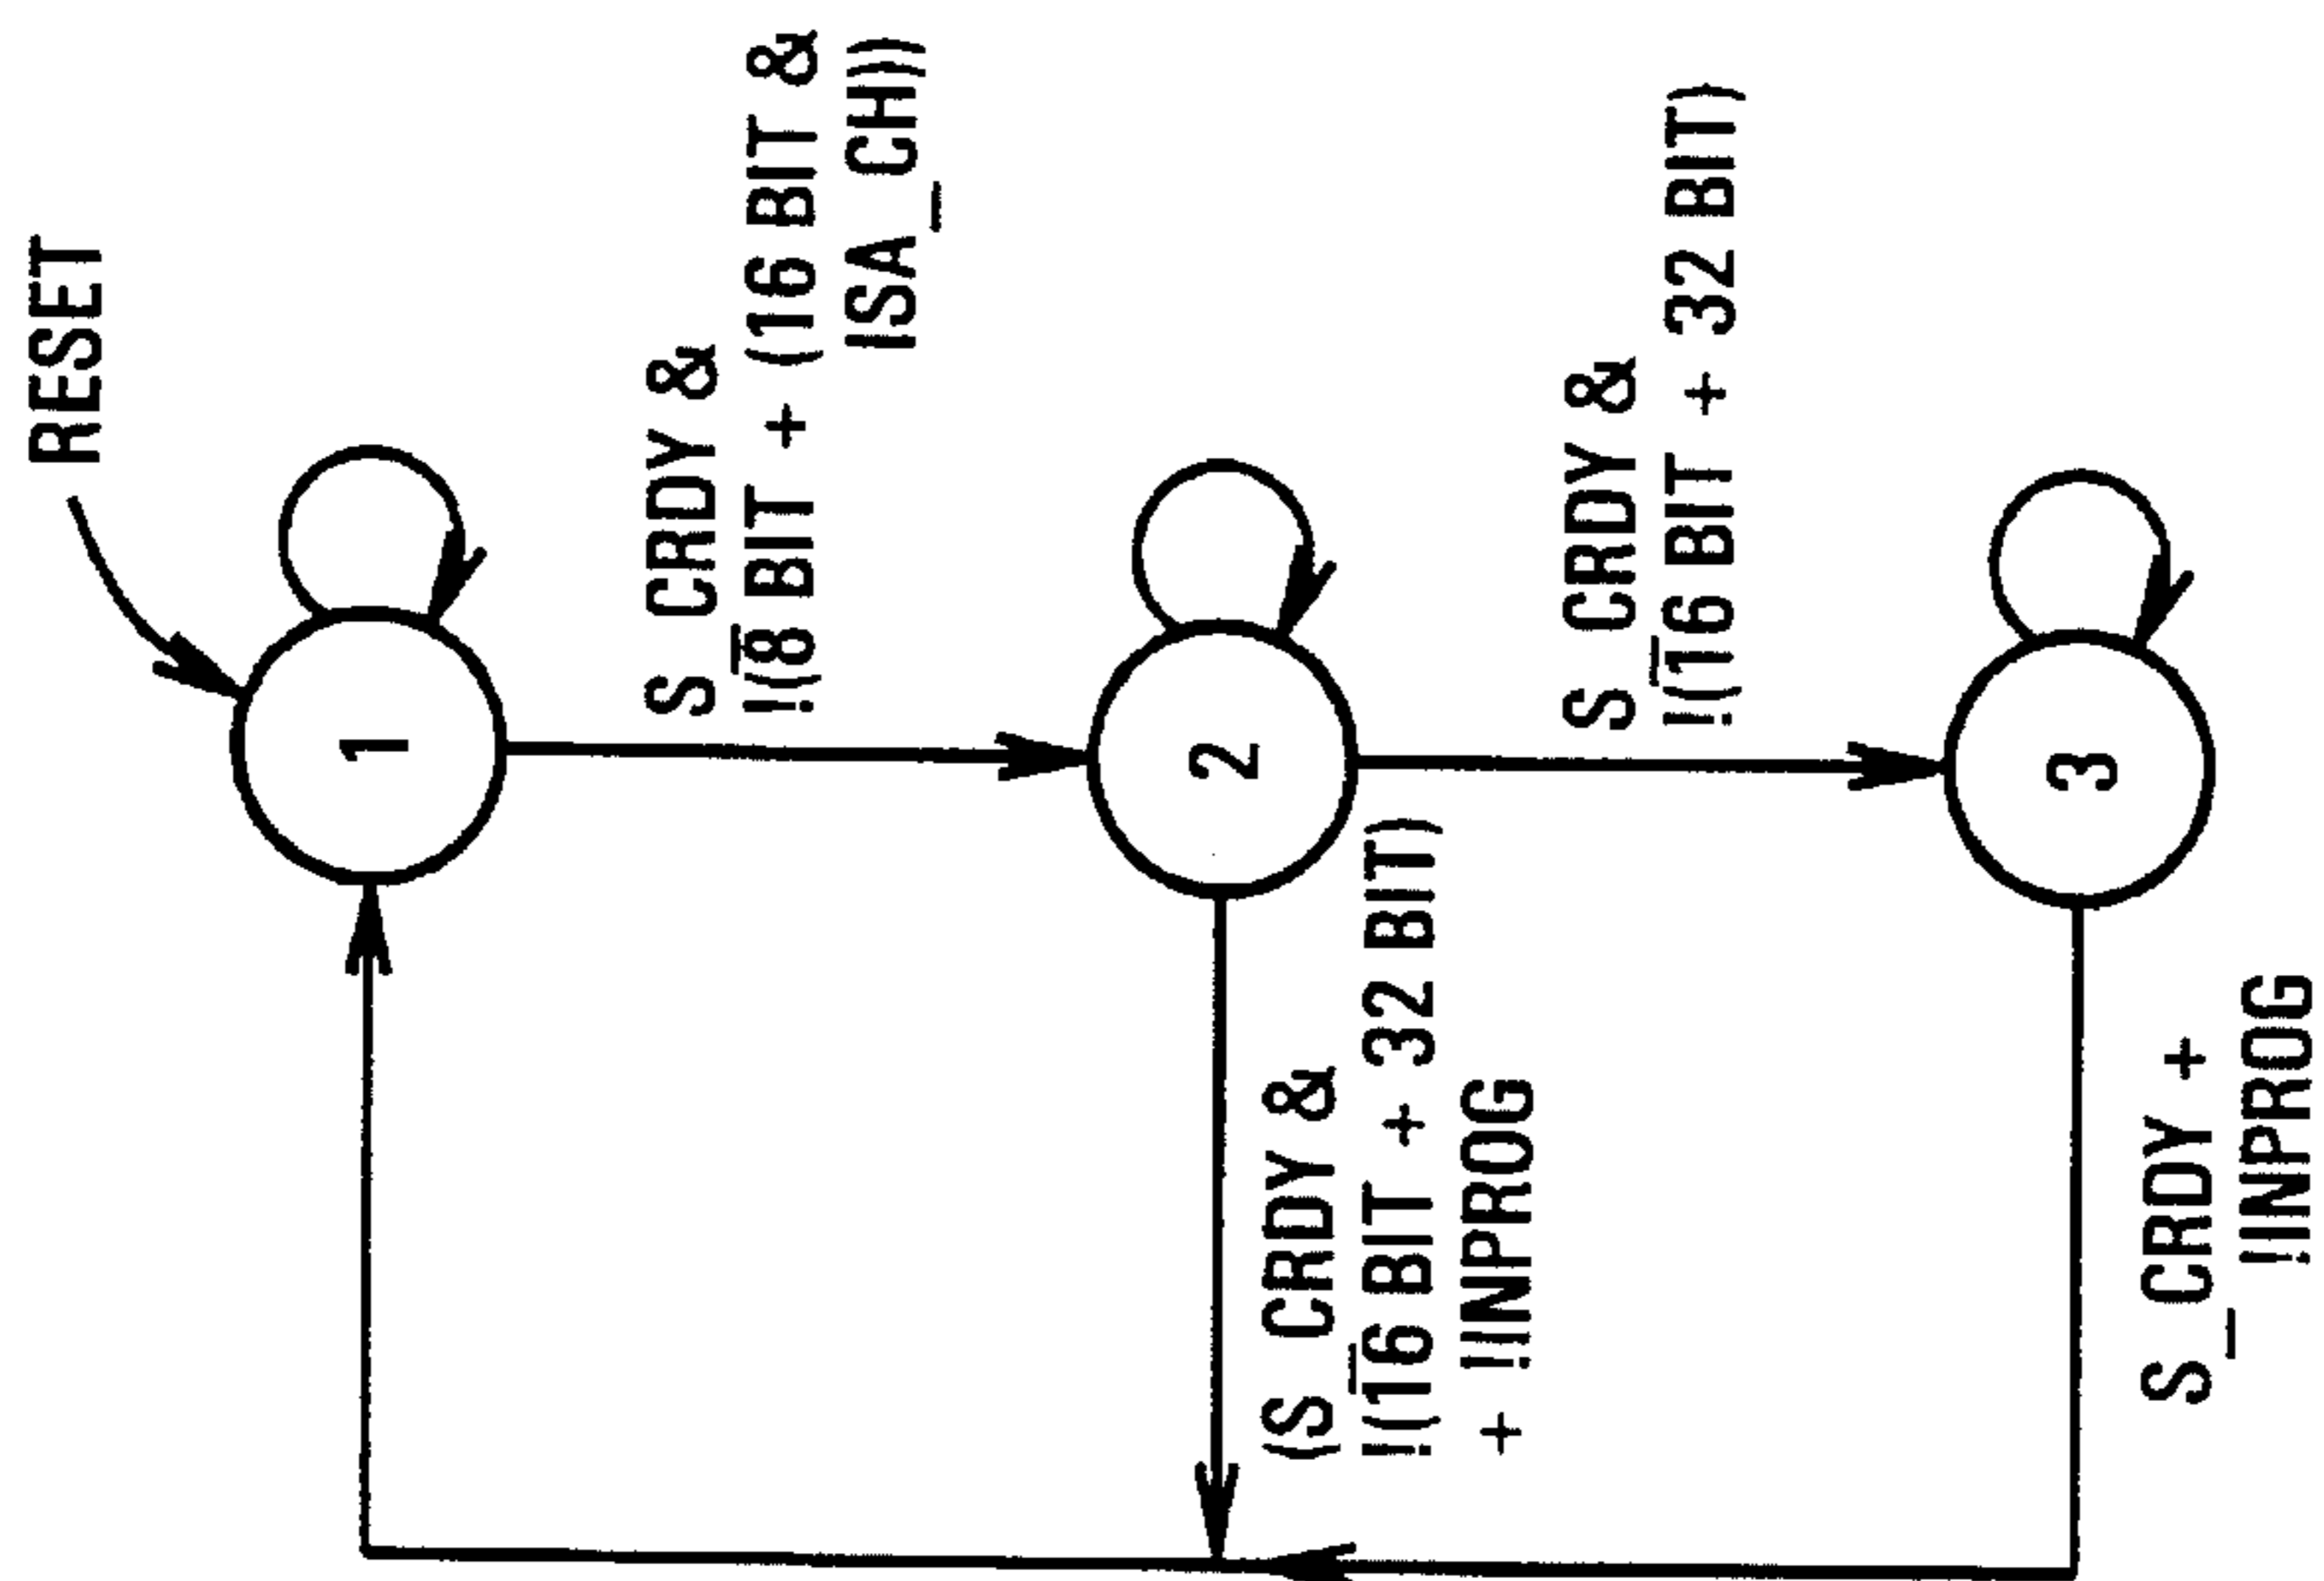 RESET
1
S_CRDY &
!(8 BIT + (16 BIT &
ISA_CH))
2
(S_CRDY &
!(16 BIT + 32 BIT)
+ !INPROG
S_CRDY &
!(16 BIT + 32 BIT)
3
S_CRDY +
!INPROG